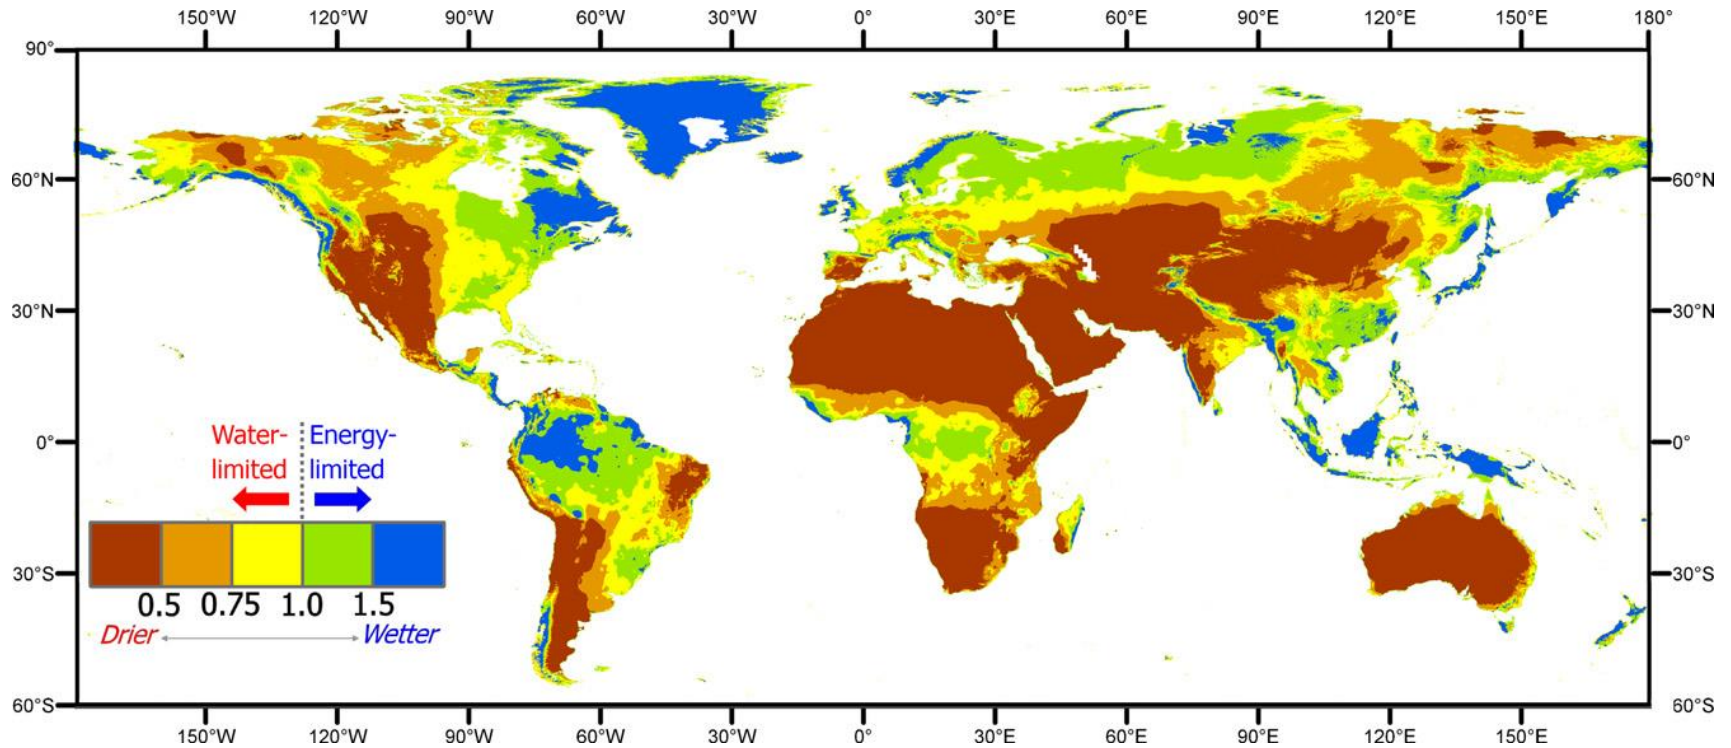 150°W 120°W 90°W 60°W 30°W 0° 30°E 60°E 90°E 120°E 150°E 180°
90°
60°N 60°N
30°N 30°N
0° 0°
30°S 30°S
60°S 60°S
Water-limited
Energy-limited
0.5 0.75 1.0 1.5
Drier Wetter
150°W 120°W 90°W 60°W 30°W 0° 30°E 60°E 90°E 120°E 150°E